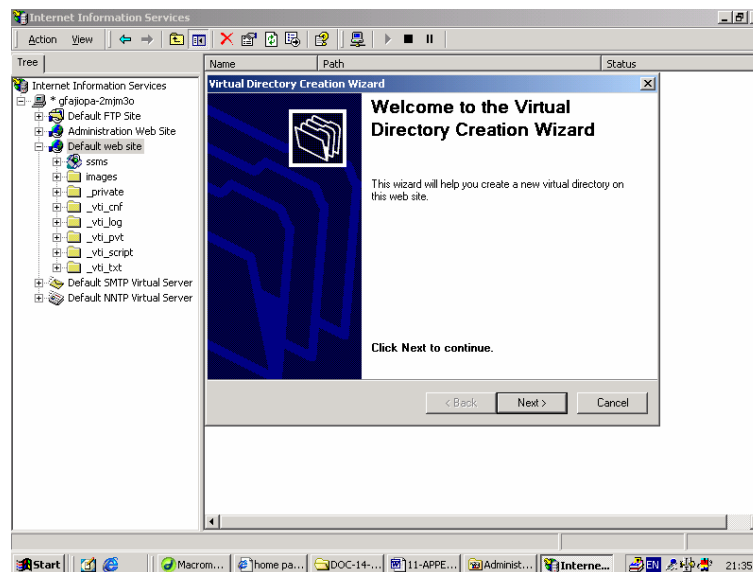 Internet Information Services
Action View
Tree
Name Path Status
Internet Information Services
* gfajiopa-2mjm3o
Default FTP Site
Administration Web Site
Default web site
ssms
images
_private
_vti_cnf
_vti_log
_vti_pvt
_vti_script
_vti_txt
Default SMTP Virtual Server
Default NNTP Virtual Server
Virtual Directory Creation Wizard
Welcome to the Virtual
Directory Creation Wizard
This wizard will help you create a new virtual directory on
this web site.
Click Next to continue.
< Back Next > Cancel
Start Macrom... home pa... DOC-14-... 11-APPE... Administ... Interne... EN 21:35